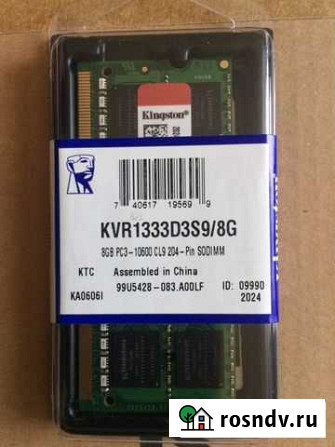 Kingston
7 40617 19569 9
KVR1333D3S9/8G
8GB PC3-10600 CL9 204-Pin SODIMM
KTC Assembled in China
99U5428-083.A00LF ID: 09990
KA0606I 2024
rosndv.ru